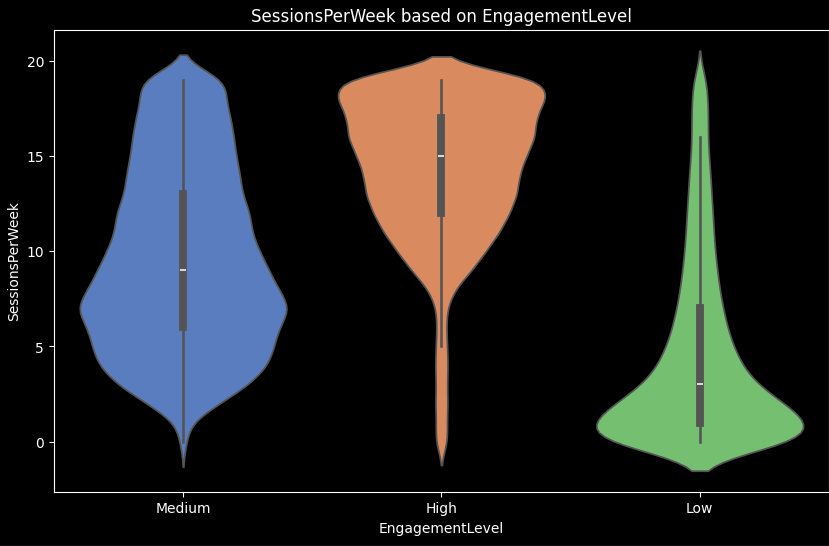 SessionsPerWeek based on EngagementLevel
SessionsPerWeek
20
15
10
5
0
Medium
High
Low
EngagementLevel